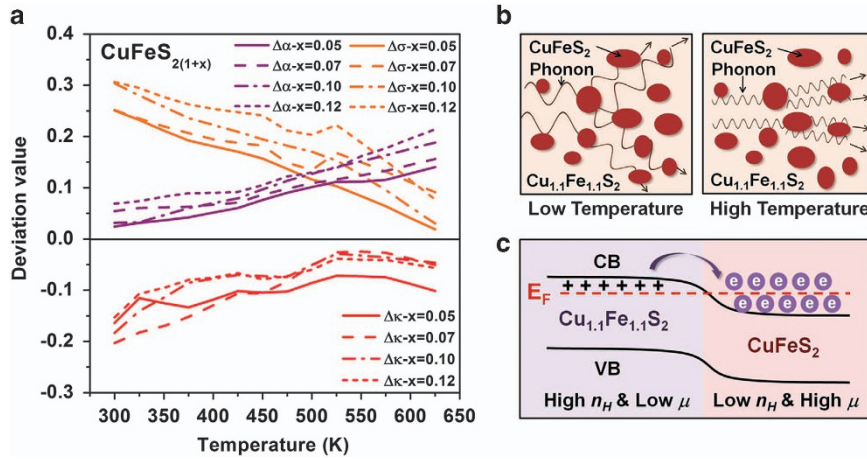 a
CuFeS2(1+x)
Δα-x=0.05
Δα-x=0.07
Δα-x=0.10
Δα-x=0.12
Δσ-x=0.05
Δσ-x=0.07
Δσ-x=0.10
Δσ-x=0.12
0.4
0.3
0.2
0.1
0.0
-0.1
-0.2
-0.3
Deviation value
Δκ-x=0.05
Δκ-x=0.07
Δκ-x=0.10
Δκ-x=0.12
300 350 400 450 500 550 600 650
Temperature (K)
b
CuFeS2
Phonon
Cu1.1Fe1.1S2
Low Temperature
CuFeS2
Phonon
Cu1.1Fe1.1S2
High Temperature
c
CB
+ + + + + +
e e e e e
EF
e e e e e
Cu1.1Fe1.1S2
CuFeS2
VB
High nH & Low μ
Low nH & High μ